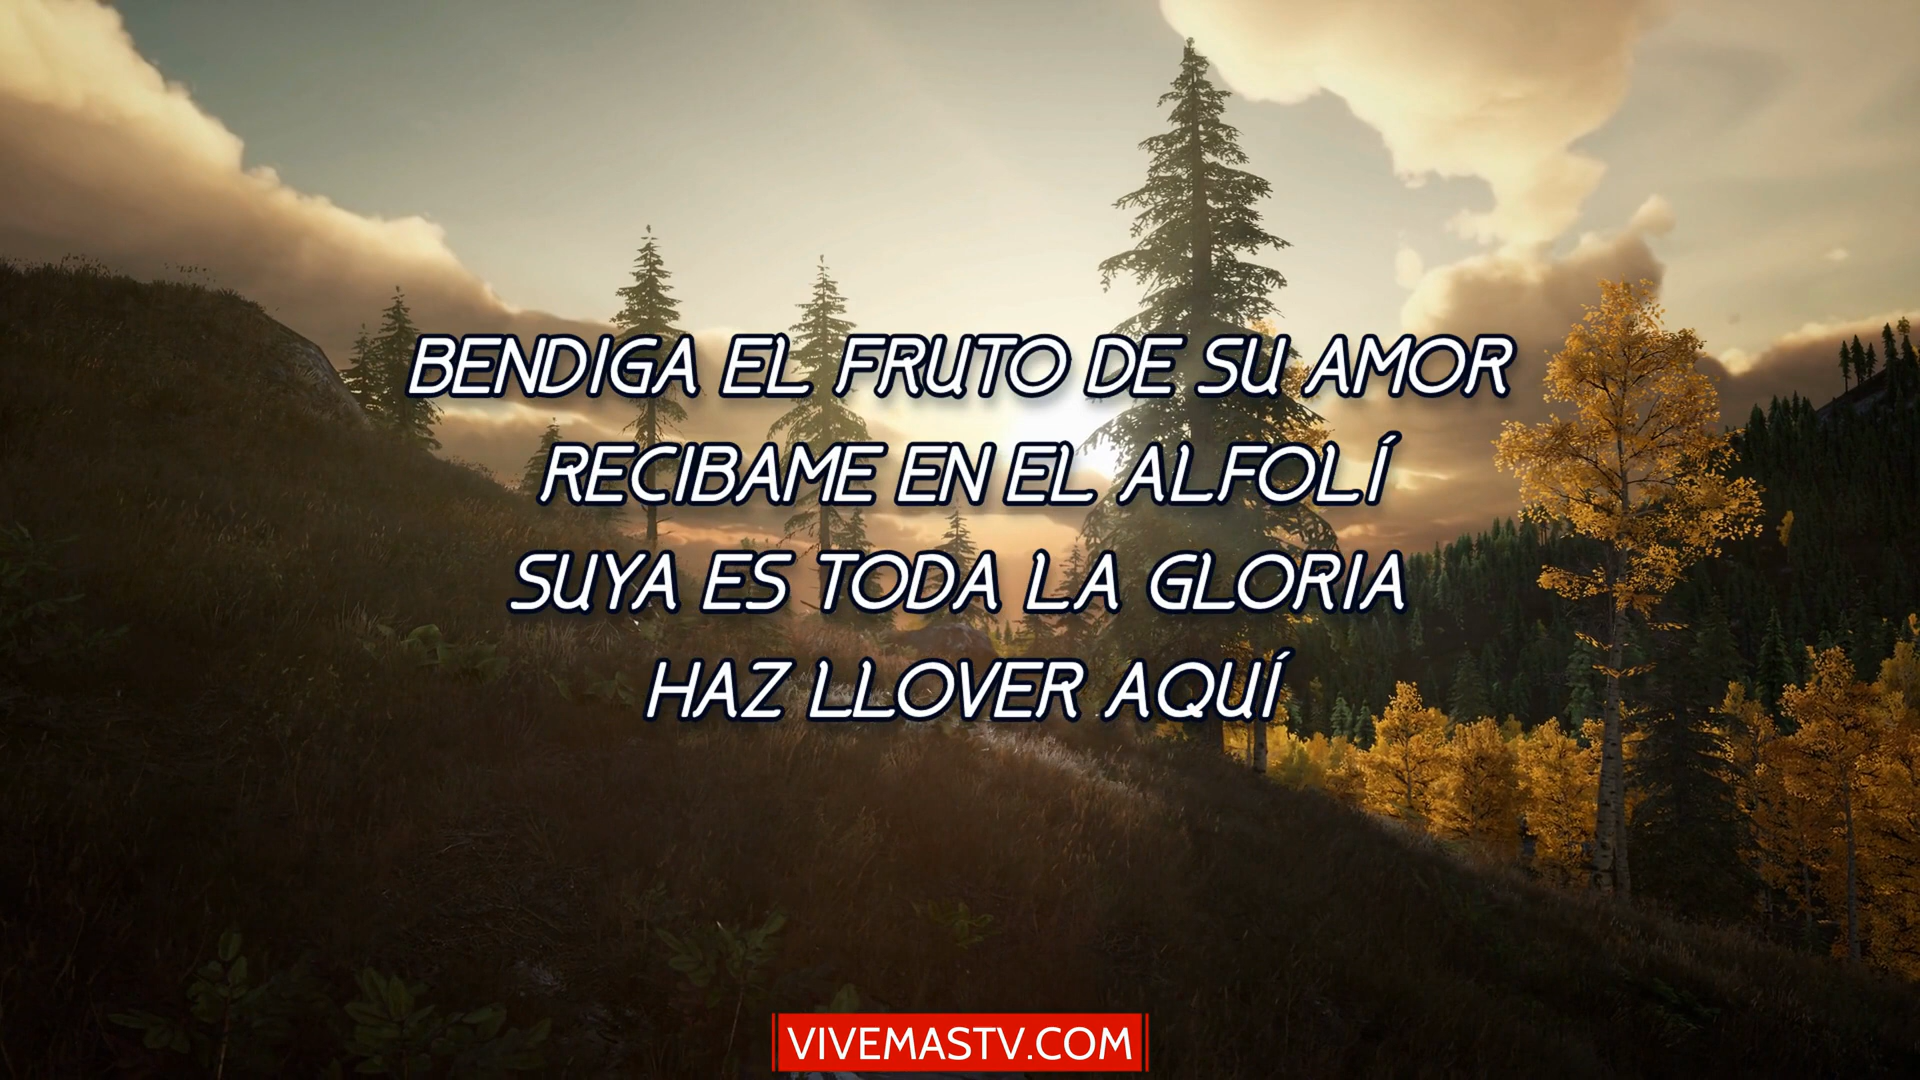 BENDIGA EL FRUTO DE SU AMOR
RECIBAME EN EL ALFOLÍ
SUYA ES TODA LA GLORIA
HAZ LLOVER AQUÍ
VIVEMASTV.COM